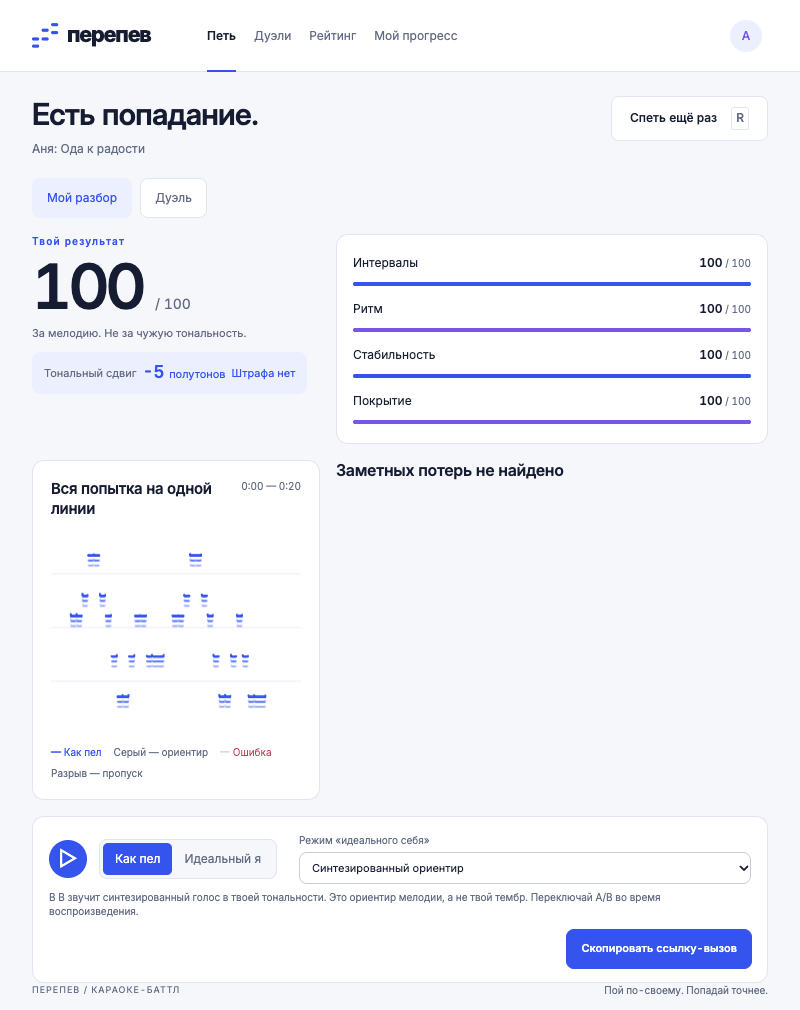 перепев
Петь Дуэли Рейтинг Мой прогресс
А
Есть попадание.
Аня: Ода к радости
Спеть ещё раз R
Мой разбор Дуэль
Твой результат
100 / 100
За мелодию. Не за чужую тональность.
Тональный сдвиг -5 полутонов Штрафа нет
Интервалы 100 / 100
Ритм 100 / 100
Стабильность 100 / 100
Покрытие 100 / 100
Вся попытка на одной
линии
0:00 — 0:20
Заметных потерь не найдено
— Как пел Серый — ориентир — Ошибка
Разрыв — пропуск
Как пел Идеальный я
Режим «идеального себя»
Синтезированный ориентир
В B звучит синтезированный голос в твоей тональности. Это ориентир мелодии, а не твой тембр. Переключай A/B во время
воспроизведения.
Скопировать ссылку-вызов
ПЕРЕПЕВ / КАРАОКЕ-БАТТЛ
Пой по-своему. Попадай точнее.